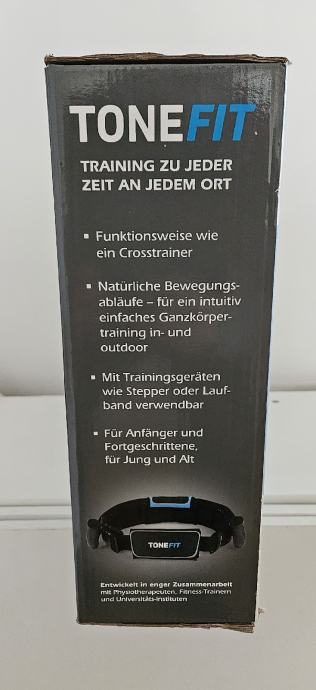 TONEFIT
TRAINING ZU JEDER
ZEIT AN JEDEM ORT
▪ Funktionsweise wie
ein Crosstrainer
▪ Natürliche Bewegungs-
abläufe – für ein intuitiv
einfaches Ganzkörper-
training in- und
outdoor
▪ Mit Trainingsgeräten
wie Stepper oder Lauf-
band verwendbar
▪ Für Anfänger und
Fortgeschrittene,
für Jung und Alt
TONEFIT
Entwickelt in enger Zusammenarbeit
mit Physiotherapeuten, Fitness-Trainern
und Universitäts-Instituten